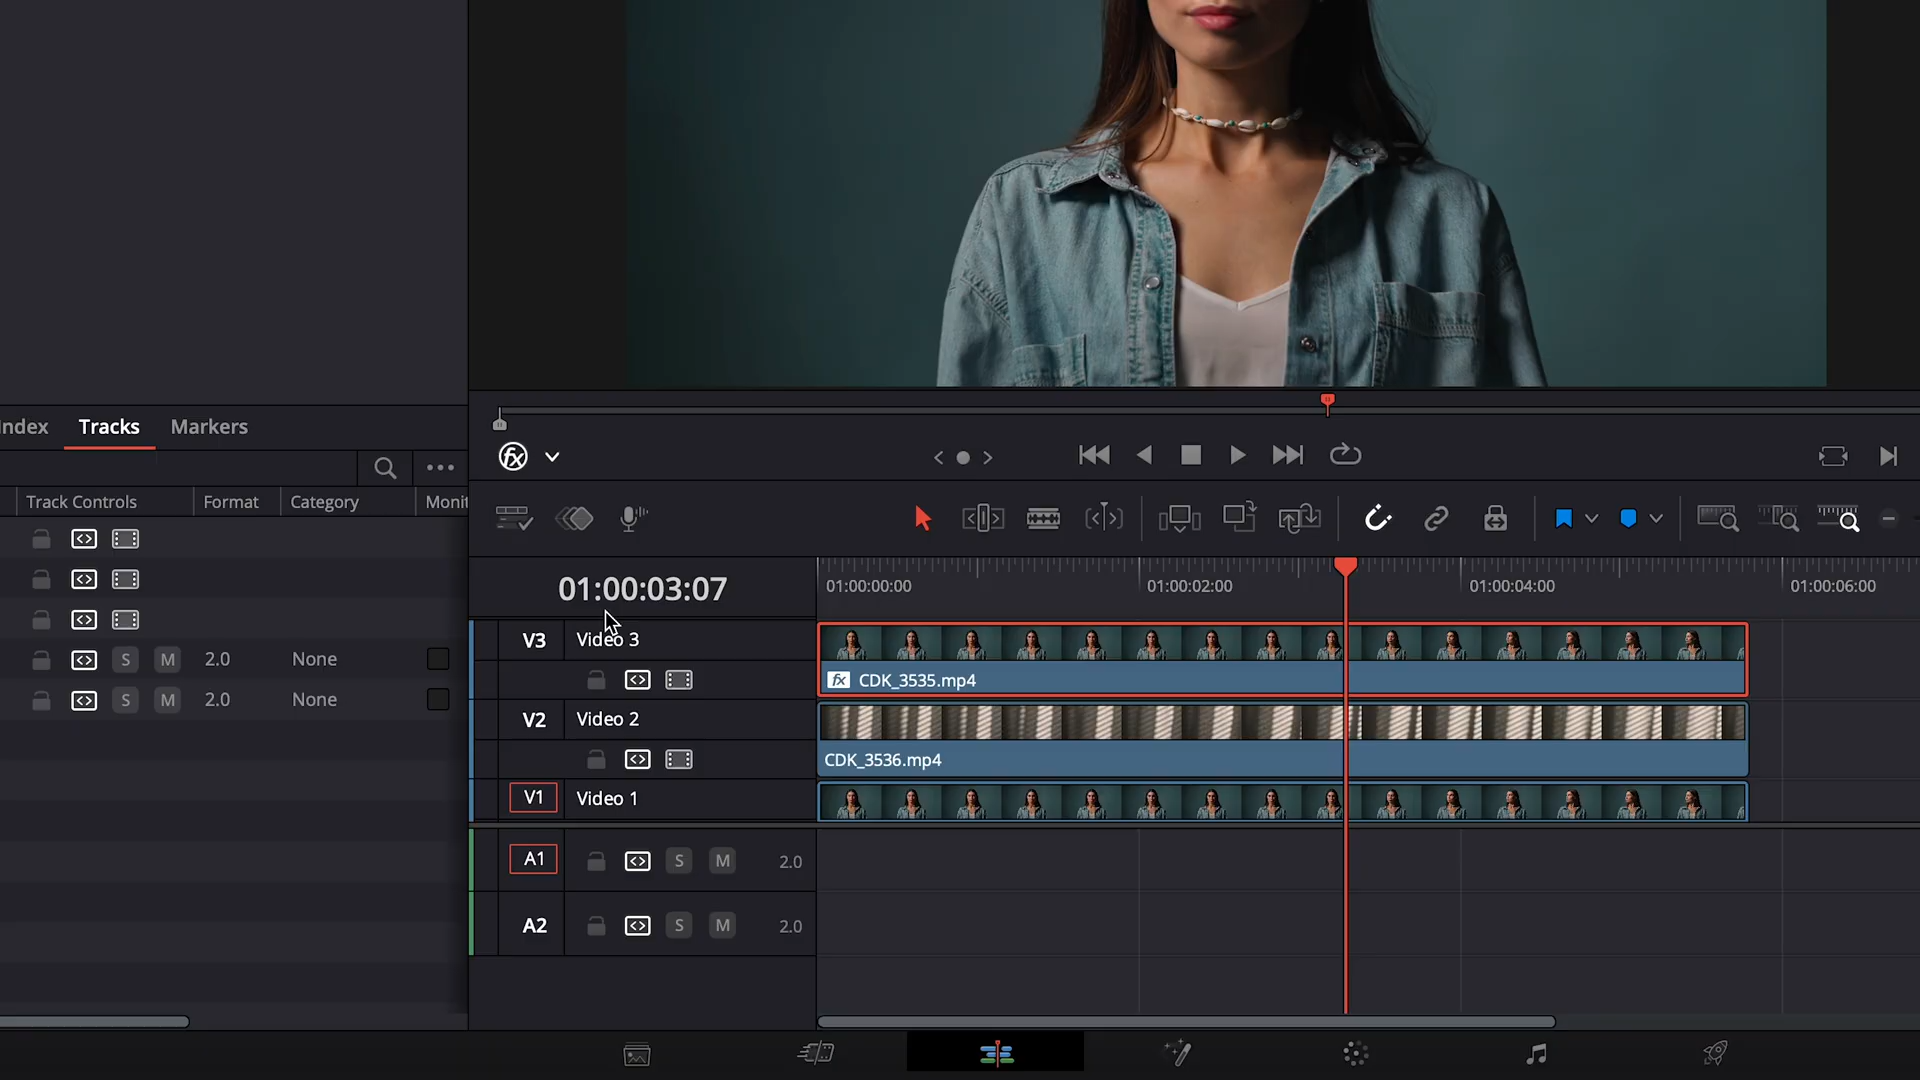 Index Tracks Markers
fx
Track Controls Format Category Monit
01:00:03:07
01:00:00:00 01:00:02:00 01:00:04:00 01:00:06:00
V3 Video 3
fx CDK_3535.mp4
V2 Video 2
CDK_3536.mp4
V1 Video 1
S M 2.0 None
S M 2.0 None
A1 S M 2.0
A2 S M 2.0